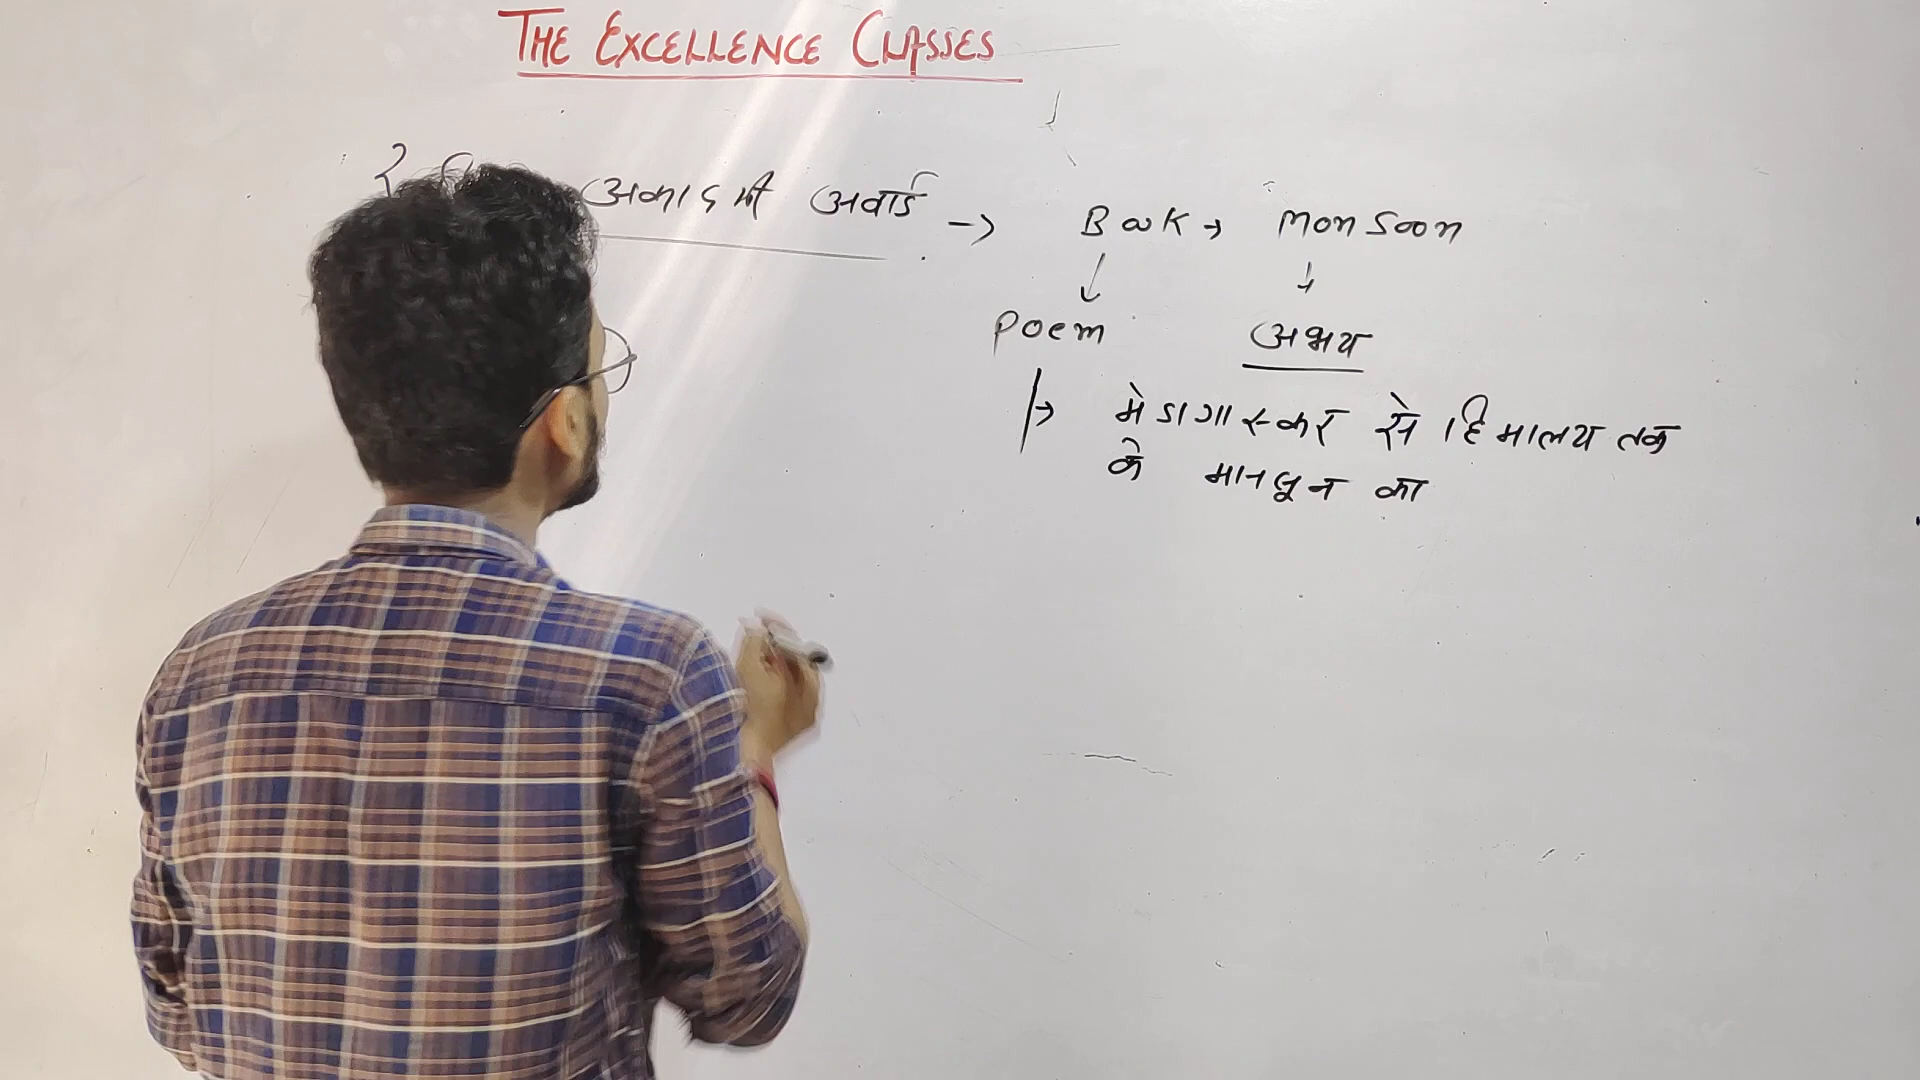 THE EXCELLENCE CLASSES
अकादमी अवार्ड → Book → Monsoon
Poem अभय
→ मेडागास्कर से हिमालय तक
के मानसून का